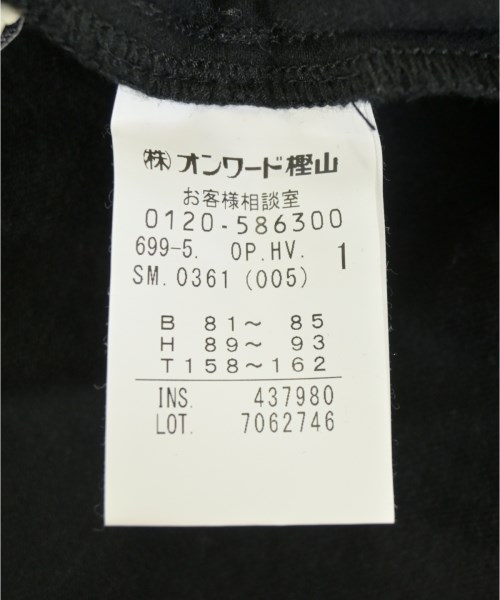 ㈱オンワード樫山
お客様相談室
0120-586300
699-5. OP.HV. 1
SM. 0361 (005)
B 81～ 85
H 89～ 93
T158～162
INS. 437980
LOT. 7062746